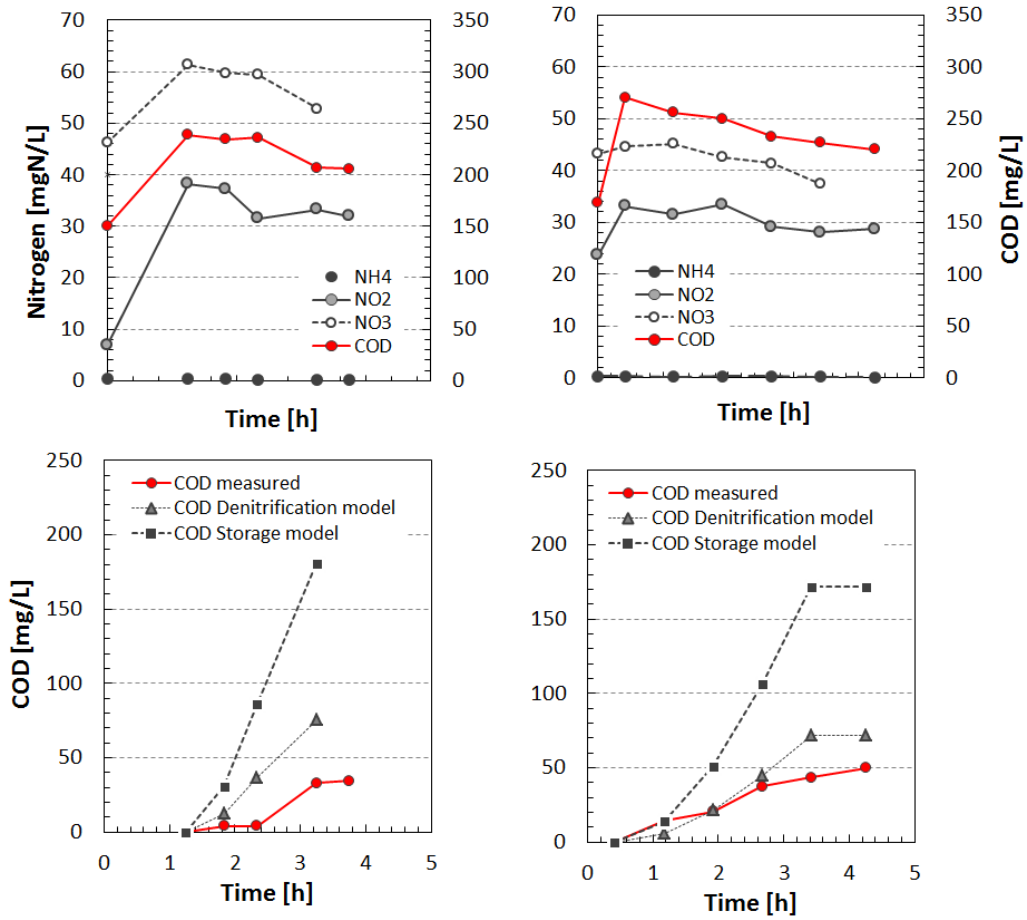 70
60
50
40
30
20
10
0
350
300
250
200
150
100
50
0
Nitrogen [mgN/L]
NH4
NO2
NO3
COD
Time [h]
70
60
50
40
30
20
10
0
350
300
250
200
150
100
50
0
COD [mg/L]
NH4
NO2
NO3
COD
Time [h]
250
200
150
100
50
0
COD [mg/L]
COD measured
COD Denitrification model
COD Storage model
0 1 2 3 4 5
Time [h]
250
200
150
100
50
0
COD measured
COD Denitrification model
COD Storage model
0 1 2 3 4 5
Time [h]